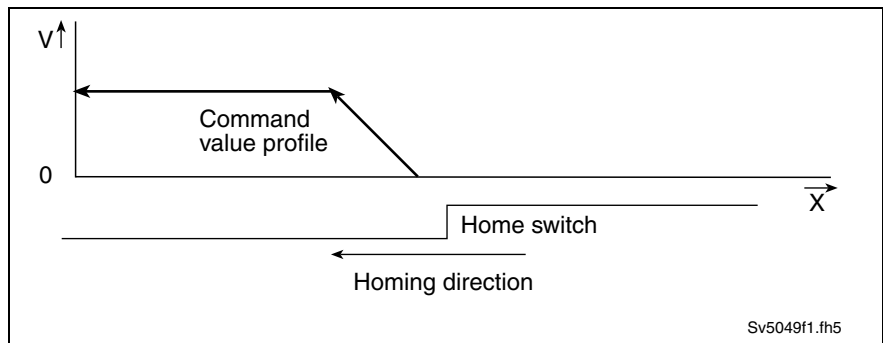 V
Command
value profile
0
X
Home switch
Homing direction
Sv5049f1.fh5